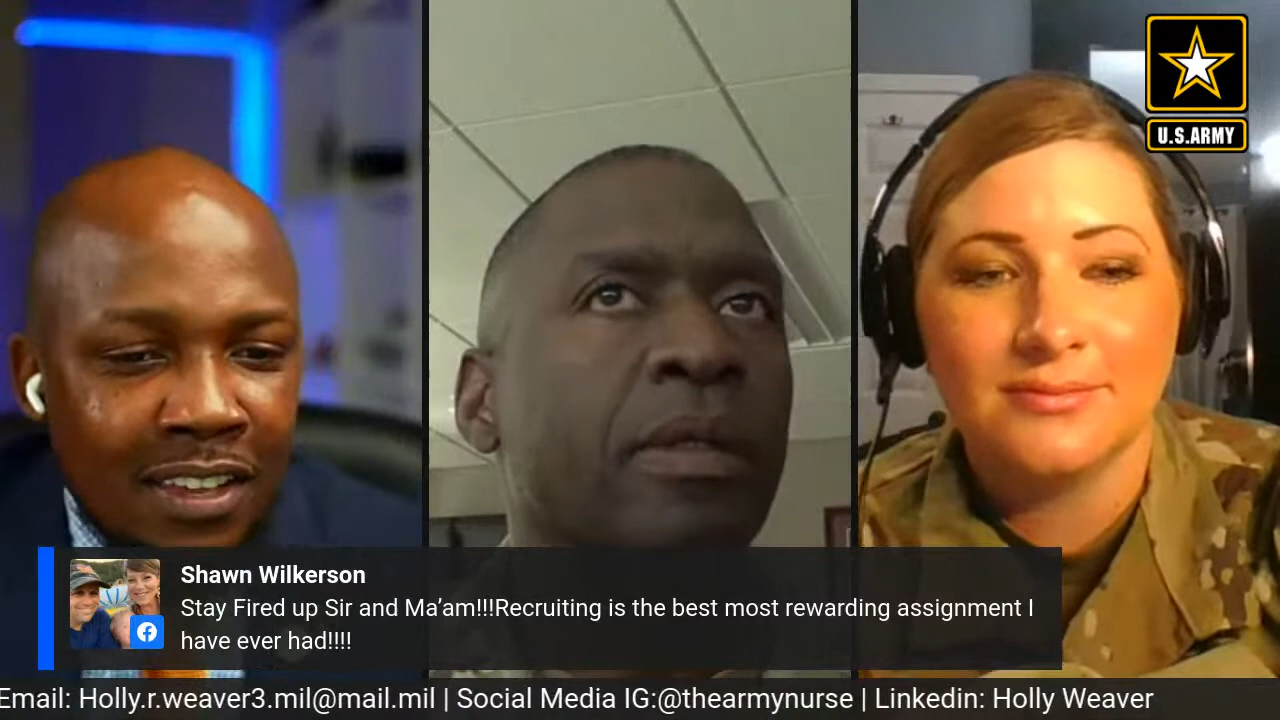 U.S.ARMY
Shawn Wilkerson
Stay Fired up Sir and Ma’am!!!Recruiting is the best most rewarding assignment I
have ever had!!!!
Email: Holly.r.weaver3.mil@mail.mil | Social Media IG:@thearmynurse | Linkedin: Holly Weaver